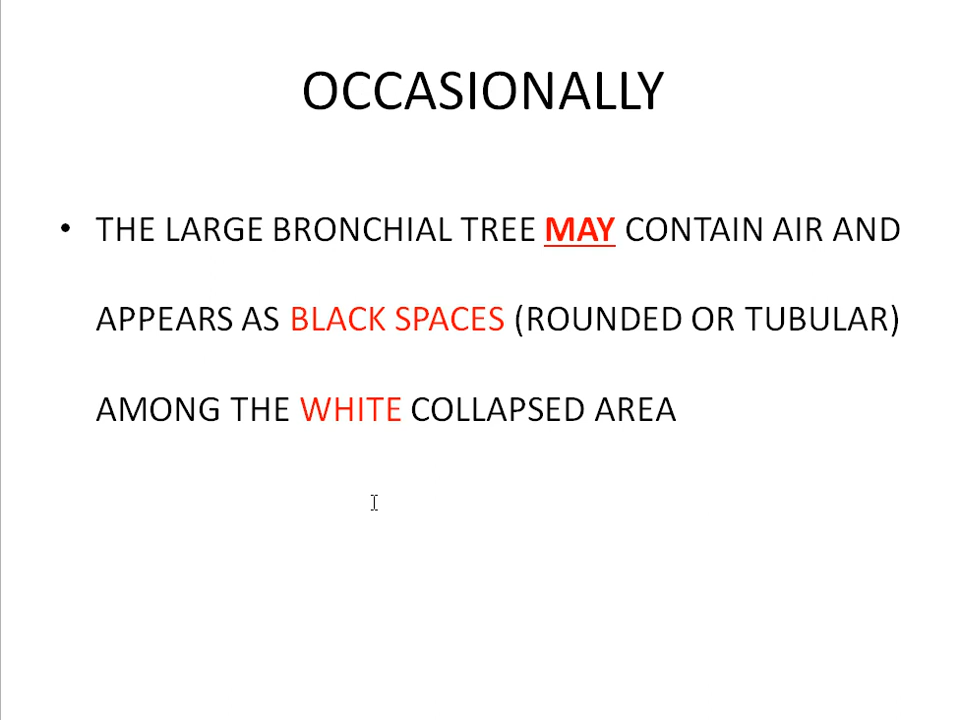 OCCASIONALLY
• THE LARGE BRONCHIAL TREE MAY CONTAIN AIR AND
APPEARS AS BLACK SPACES (ROUNDED OR TUBULAR)
AMONG THE WHITE COLLAPSED AREA